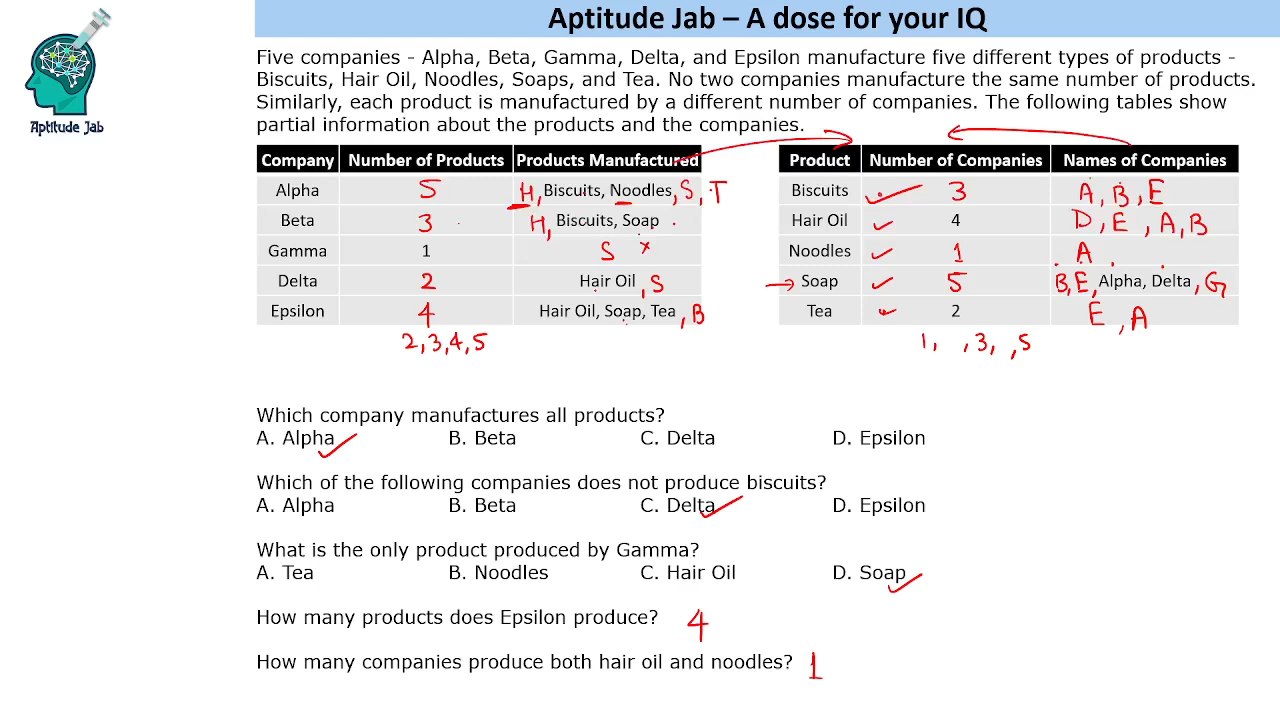 Aptitude Jab – A dose for your IQ
Aptitude Jab
Five companies - Alpha, Beta, Gamma, Delta, and Epsilon manufacture five different types of products -
Biscuits, Hair Oil, Noodles, Soaps, and Tea. No two companies manufacture the same number of products.
Similarly, each product is manufactured by a different number of companies. The following tables show
partial information about the products and the companies.
Company Number of Products Products Manufactured
Alpha 5 H, Biscuits, Noodles, S, T
Beta 3 H, Biscuits, Soap
Gamma 1 S x
Delta 2 Hair Oil, S
Epsilon 4 Hair Oil, Soap, Tea, B
2, 3, 4, 5
Product Number of Companies Names of Companies
Biscuits 3 A, B, E
Hair Oil 4 D, E, A, B
Noodles 1 A
Soap 5 B, E, Alpha, Delta, G
Tea 2 E, A
1, , 3, , 5
Which company manufactures all products?
A. Alpha B. Beta C. Delta D. Epsilon
Which of the following companies does not produce biscuits?
A. Alpha B. Beta C. Delta D. Epsilon
What is the only product produced by Gamma?
A. Tea B. Noodles C. Hair Oil D. Soap
How many products does Epsilon produce? 4
How many companies produce both hair oil and noodles? 1